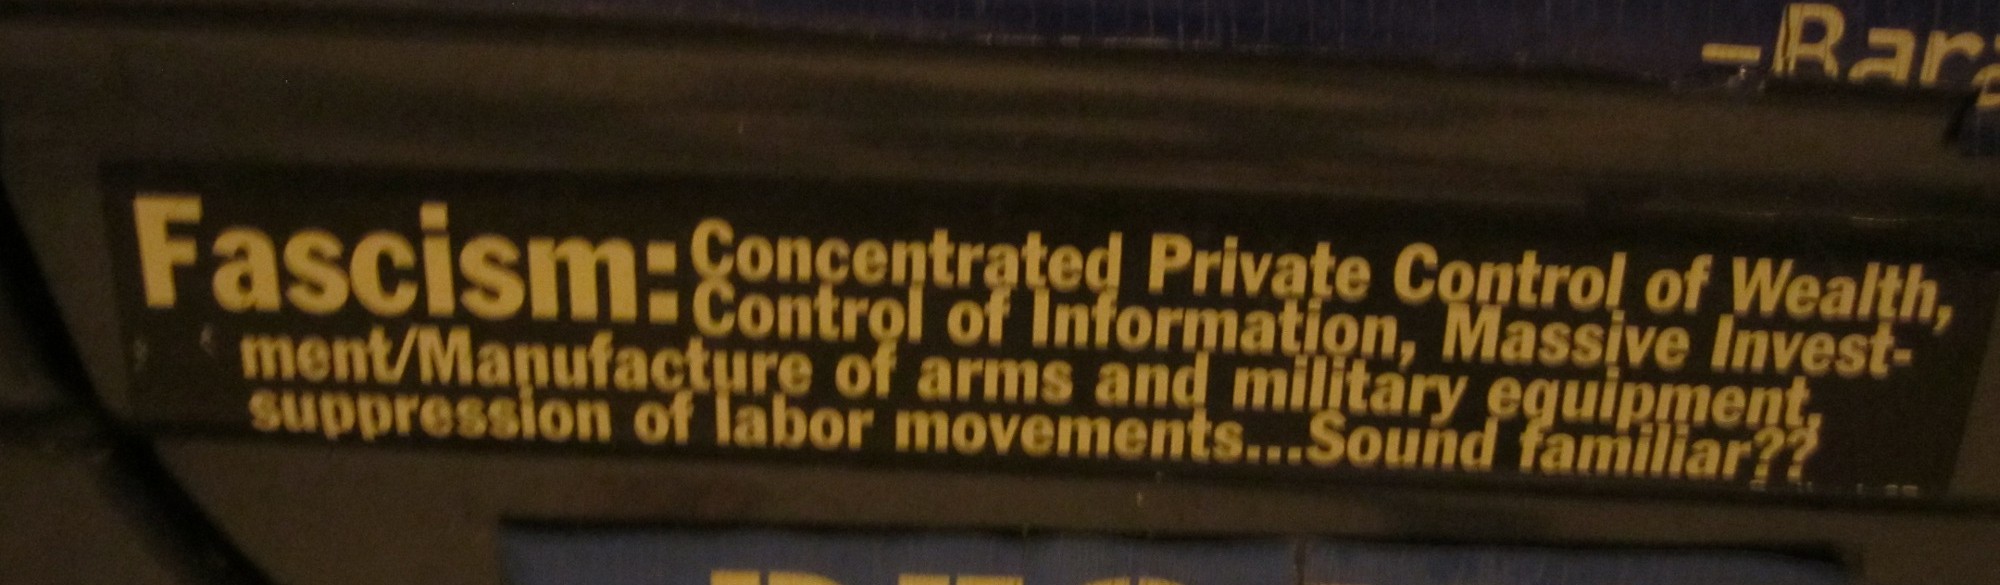 –Bara
Fascism: Concentrated Private Control of Wealth,
Control of Information, Massive Invest-
ment/Manufacture of arms and military equipment,
suppression of labor movements...Sound familiar??